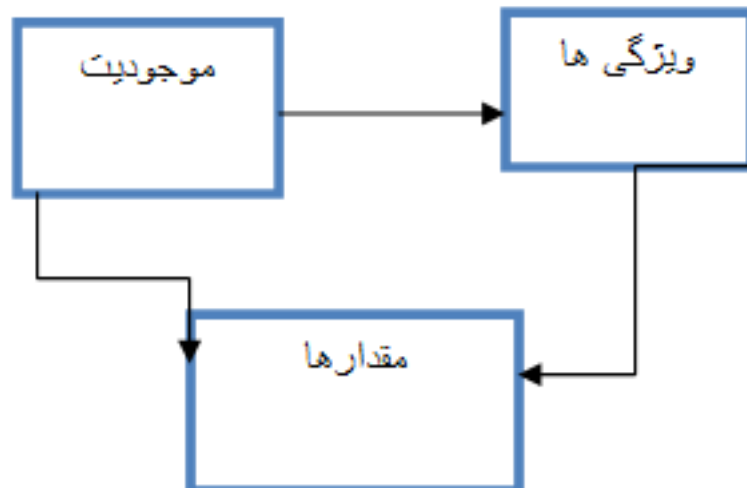 ویژگی ها
موجودیت
مقدارها